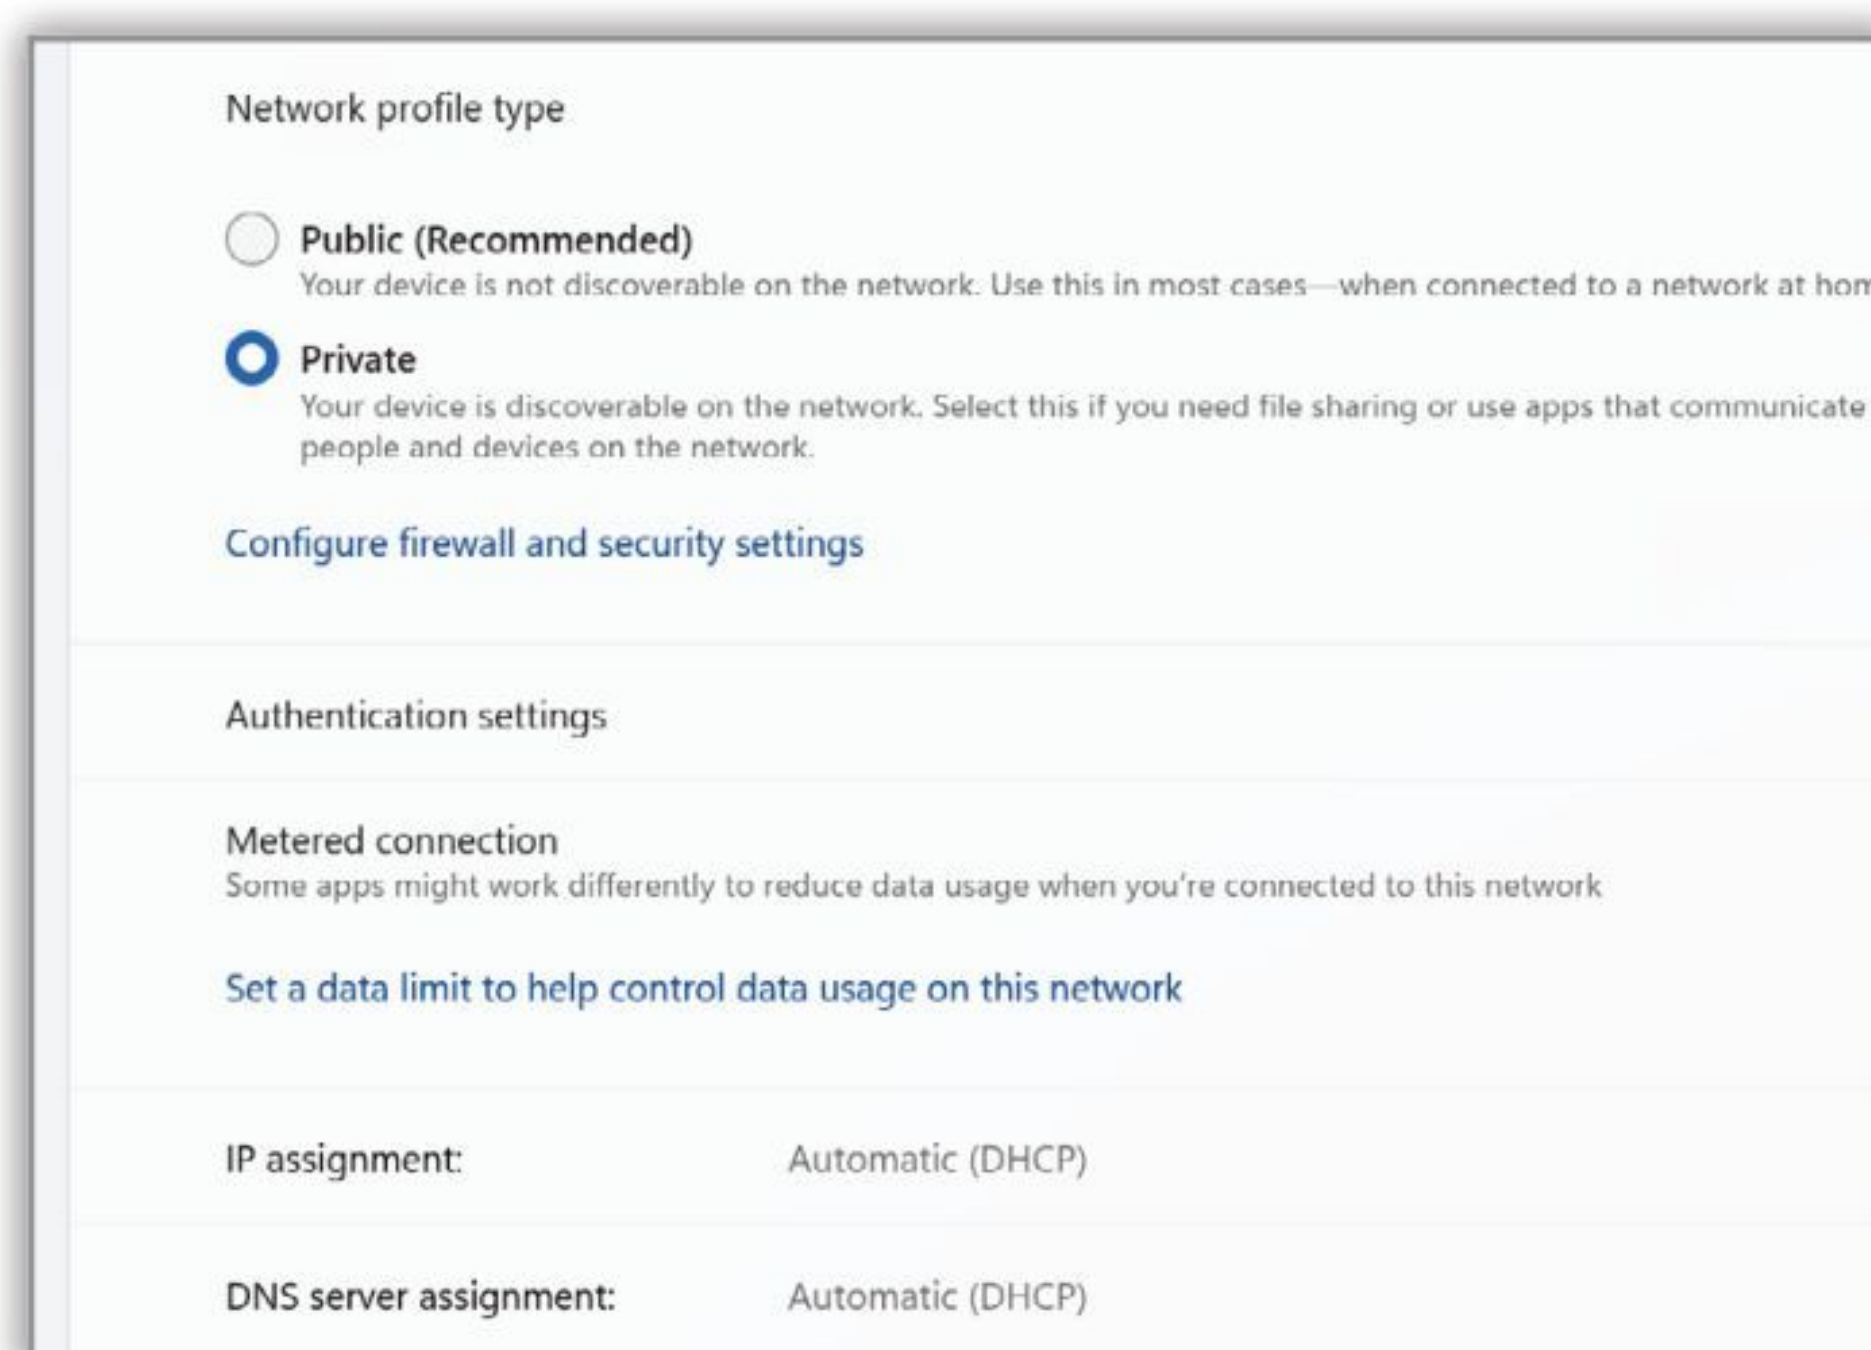 Network profile type
Public (Recommended)
Your device is not discoverable on the network. Use this in most cases—when connected to a network at
Private
Your device is discoverable on the network. Select this if you need file sharing or use apps that communicate
people and devices on the network.
Configure firewall and security settings
Authentication settings
Metered connection
Some apps might work differently to reduce data usage when you're connected to this network
Set a data limit to help control data usage on this network
IP assignment: Automatic (DHCP)
DNS server assignment: Automatic (DHCP)